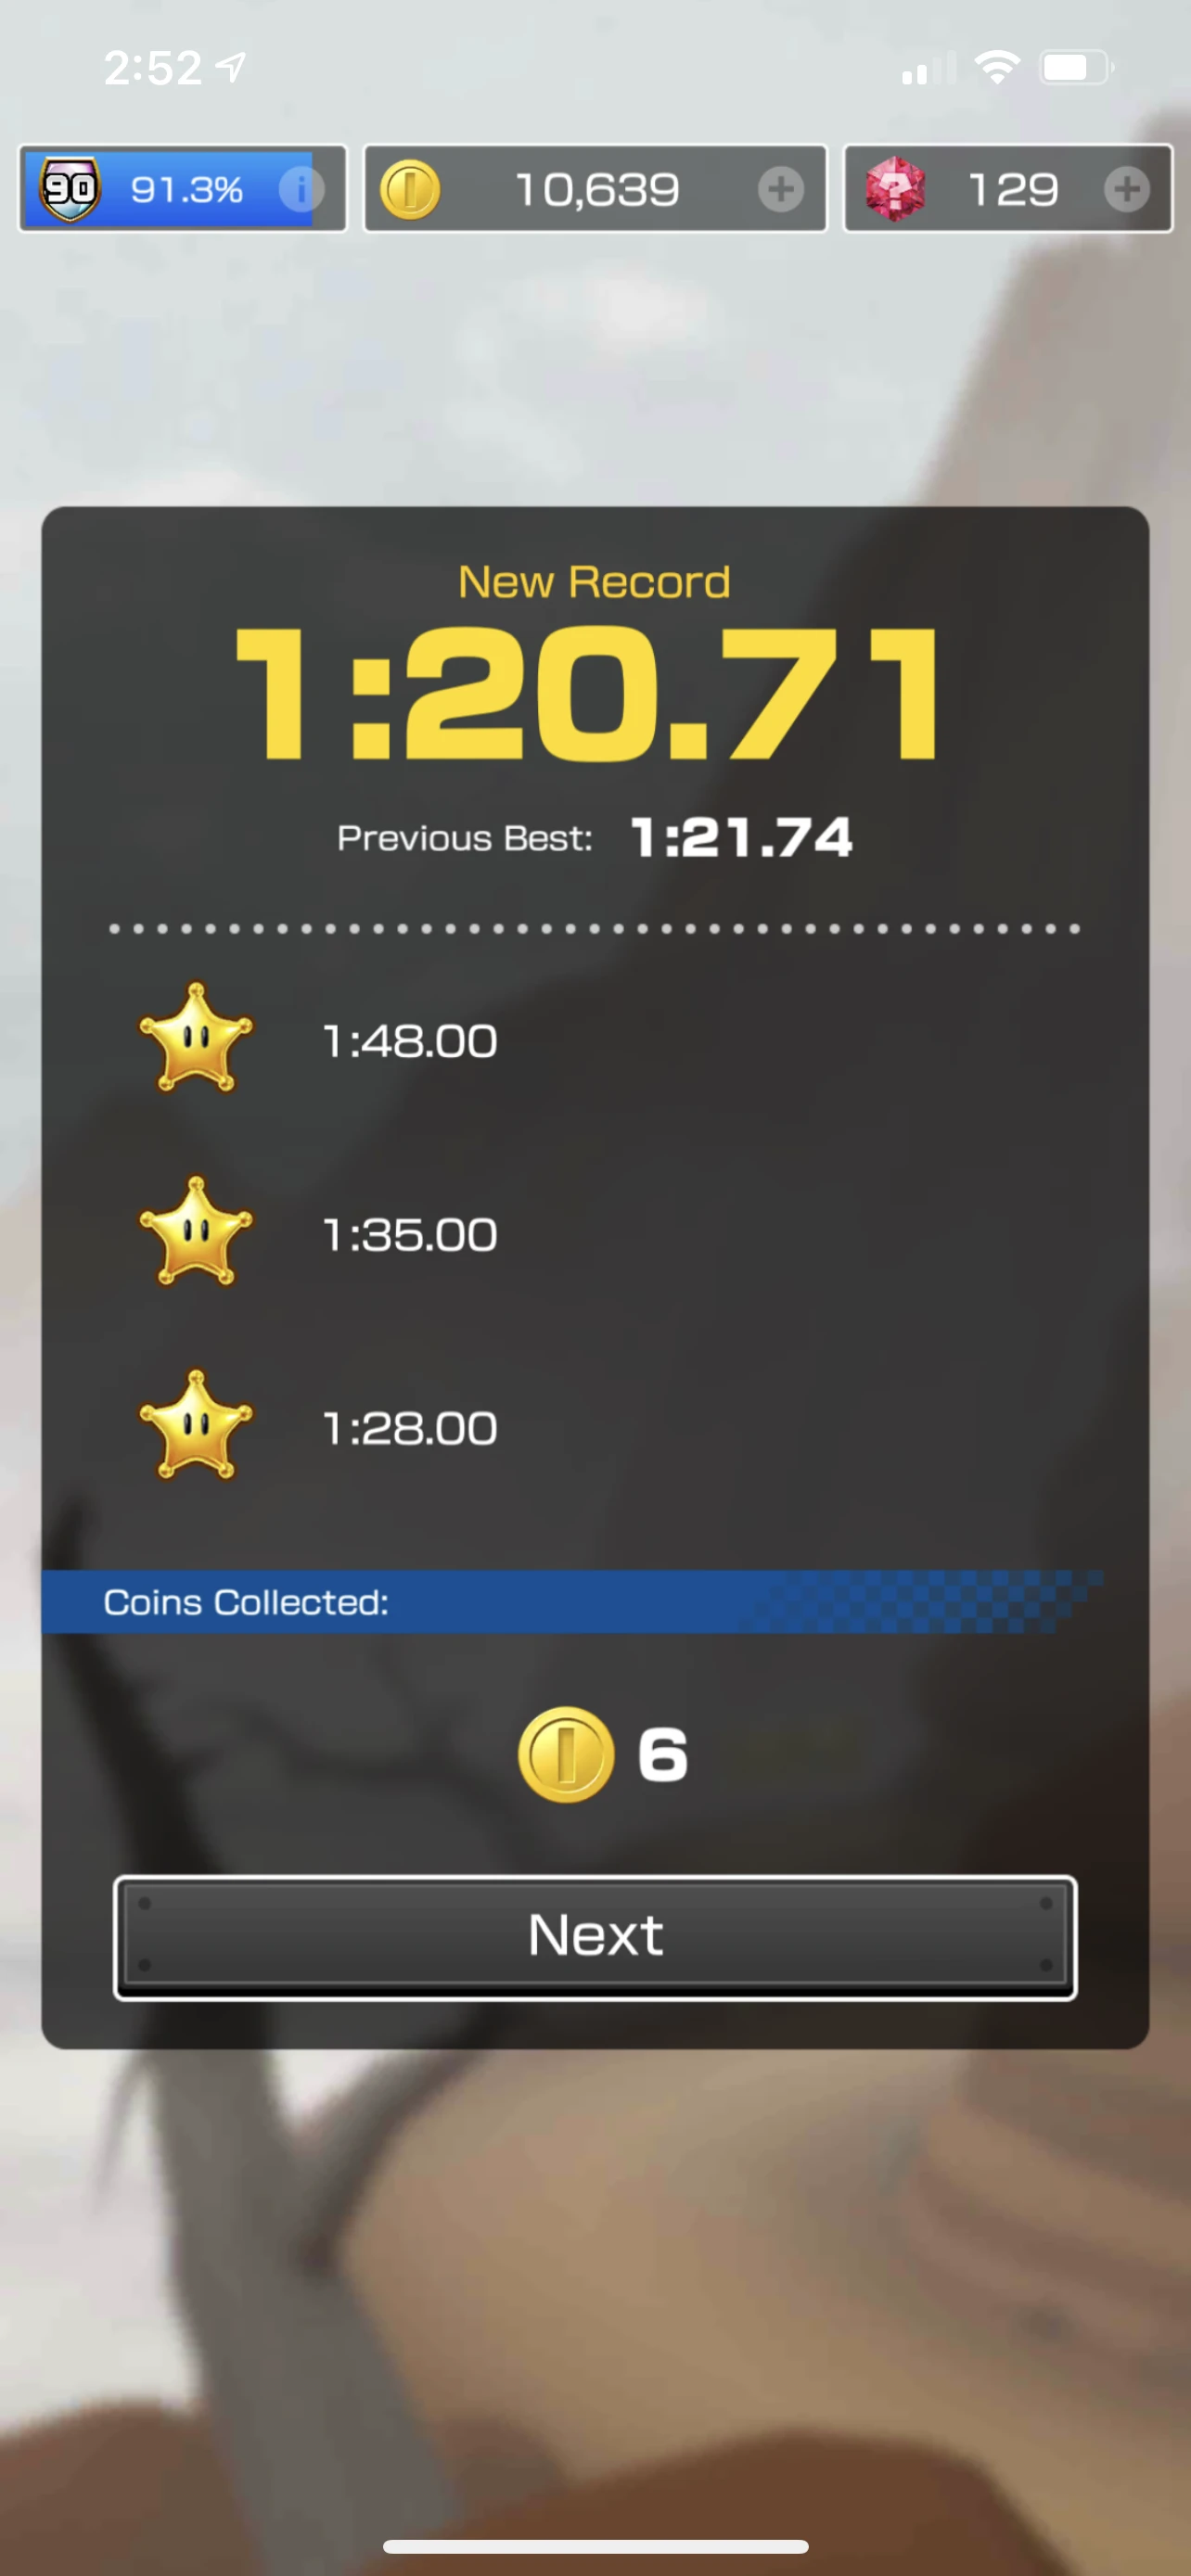 2:52
90 91.3% i 10,639 + ? 129 +
New Record
1:20.71
Previous Best: 1:21.74
1:48.00
1:35.00
1:28.00
Coins Collected:
6
Next